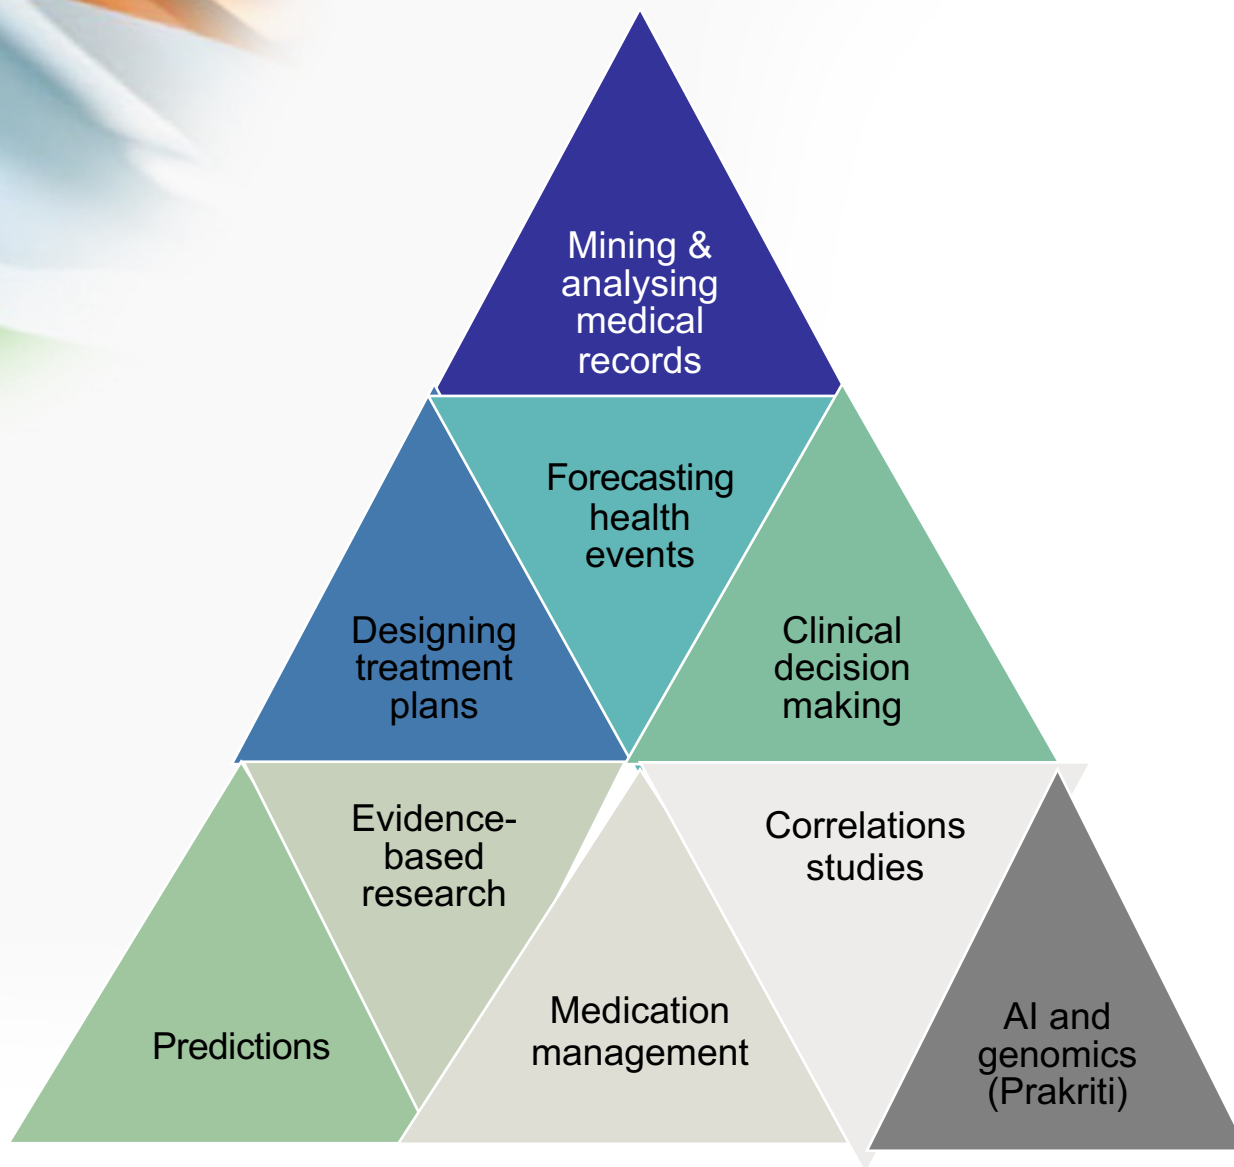 Mining &
analysing
medical
records
Forecasting
health
events
Designing
treatment
plans
Clinical
decision
making
Evidence-
based
research
Correlations
studies
Predictions
Medication
management
AI and
genomics
(Prakriti)